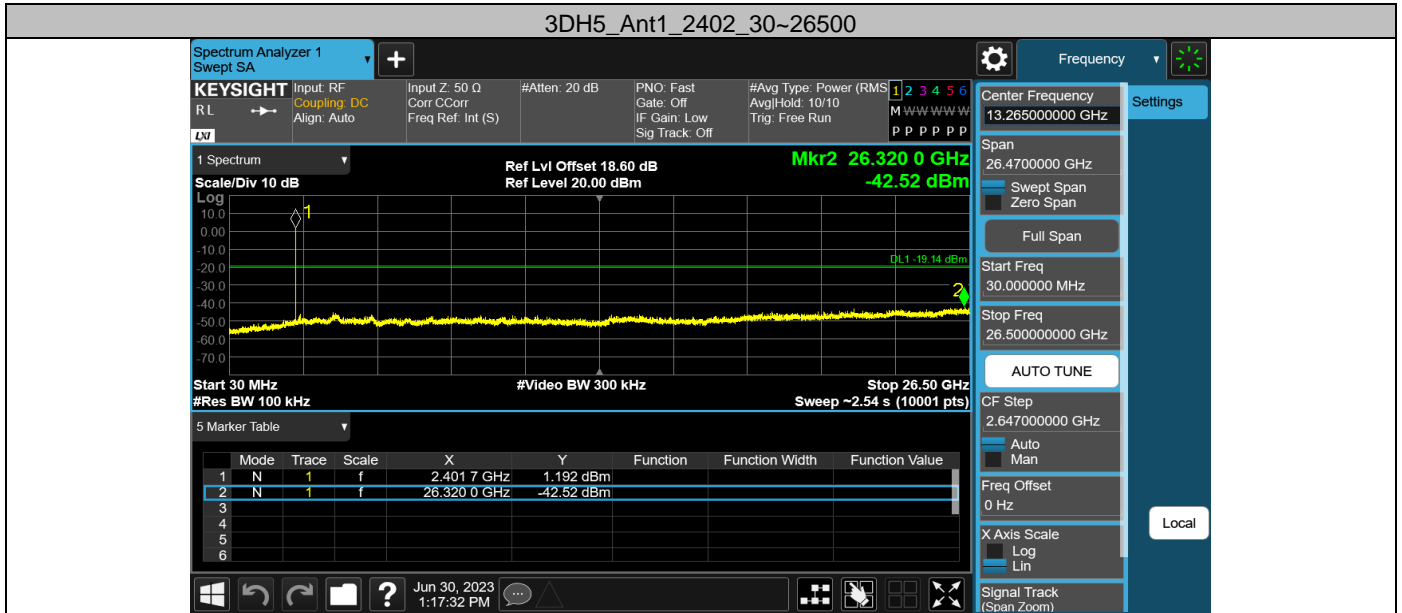 3DH5_Ant1_2402_30~26500
Spectrum Analyzer 1
Swept SA
+
Frequency
KEYSIGHT
RL
LXI
Input: RF
Coupling: DC
Align: Auto
Input Z: 50 Ω
Corr CCorr
Freq Ref: Int (S)
#Atten: 20 dB
PNO: Fast
Gate: Off
IF Gain: Low
Sig Track: Off
#Avg Type: Power (RMS
Avg|Hold: 10/10
Trig: Free Run
1 2 3 4 5 6
M W W W W W
P P P P P P
1 Spectrum
Scale/Div 10 dB
Ref Lvl Offset 18.60 dB
Ref Level 20.00 dBm
Mkr2 26.320 0 GHz
-42.52 dBm
Log
10.0
0.00
-10.0
-20.0
-30.0
-40.0
-50.0
-60.0
-70.0
1
DL1 -19.14 dBm
2
Start 30 MHz
#Video BW 300 kHz
Stop 26.50 GHz
#Res BW 100 kHz
Sweep ~2.54 s (10001 pts)
5 Marker Table
Mode Trace Scale X Y Function Function Width Function Value
1 N 1 f 2.401 7 GHz 1.192 dBm
2 N 1 f 26.320 0 GHz -42.52 dBm
3
4
5
6
Center Frequency
13.265000000 GHz
Settings
Span
26.4700000 GHz
Swept Span
Zero Span
Full Span
Start Freq
30.000000 MHz
Stop Freq
26.500000000 GHz
AUTO TUNE
CF Step
2.647000000 GHz
Auto
Man
Freq Offset
0 Hz
X Axis Scale
Log
Lin
Signal Track
(Span Zoom)
Local
?
Jun 30, 2023
1:17:32 PM